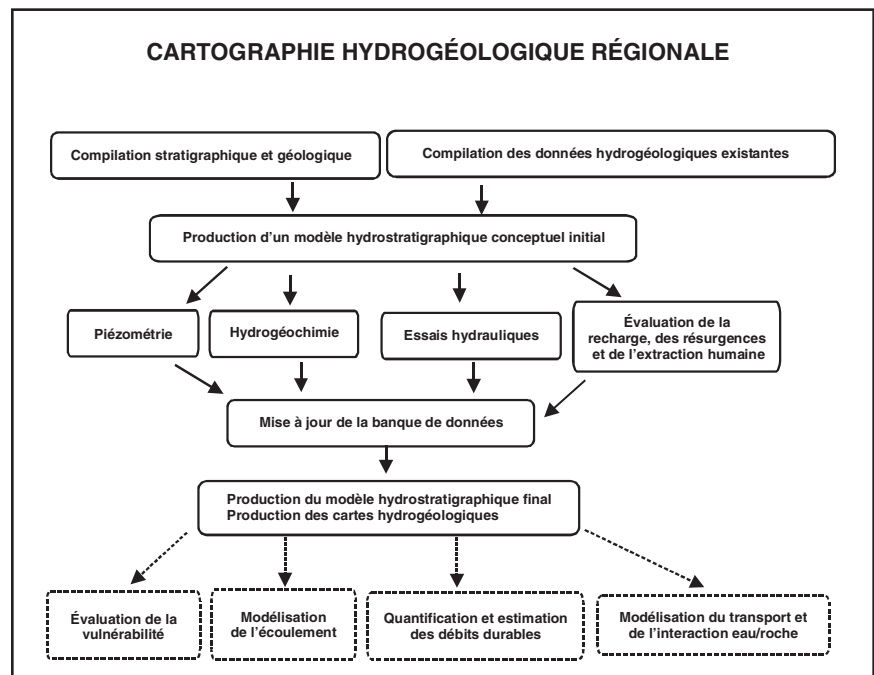 CARTOGRAPHIE HYDROGÉOLOGIQUE RÉGIONALE
Compilation stratigraphique et géologique
Compilation des données hydrogéologiques existantes
Production d'un modèle hydrostratigraphique conceptuel initial
Piézométrie
Hydrogéochimie
Essais hydrauliques
Évaluation de la
recharge, des résurgences
et de l'extraction humaine
Mise à jour de la banque de données
Production du modèle hydrostratigraphique final
Production des cartes hydrogéologiques
Évaluation de la
vulnérabilité
Modélisation
de l'écoulement
Quantification et estimation
des débits durables
Modélisation du transport et
de l'interaction eau/roche